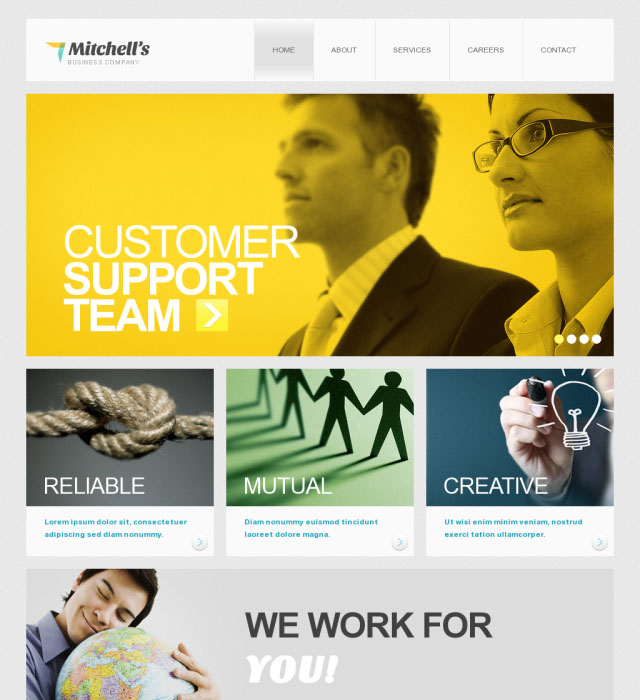 Mitchell's
BUSINESS COMPANY
HOME
ABOUT
SERVICES
CAREERS
CONTACT
CUSTOMER
SUPPORT
TEAM
RELIABLE
Lorem ipsum dolor sit, consectetuer
adipiscing sed diam nonummy.
MUTUAL
Diam nonummy euismod tincidunt
laoreet dolore magna.
CREATIVE
Ut wisi enim minim veniam, nostrud
exerci tation ullamcorper.
WE WORK FOR
YOU!